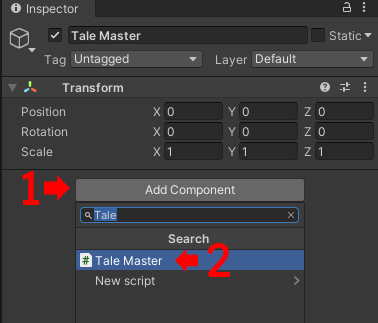 Inspector
Tale Master Static
Tag Untagged Layer Default
Transform
Position X 0 Y 0 Z 0
Rotation X 0 Y 0 Z 0
Scale X 1 Y 1 Z 1
1 Add Component
Tale
Search
# Tale Master 2
New script